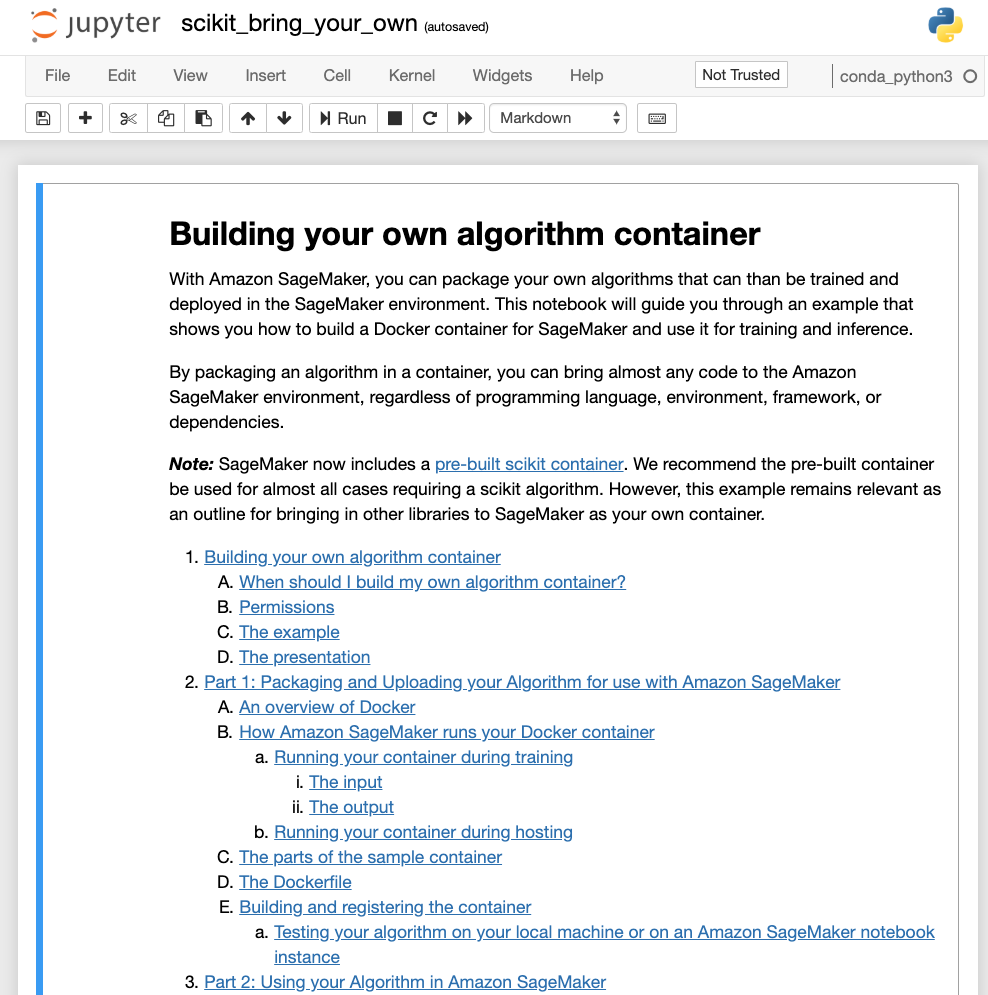 jupyter scikit_bring_your_own (autosaved)
File Edit View Insert Cell Kernel Widgets Help Not Trusted conda_python3
Run Markdown
Building your own algorithm container
With Amazon SageMaker, you can package your own algorithms that can than be trained and
deployed in the SageMaker environment. This notebook will guide you through an example that
shows you how to build a Docker container for SageMaker and use it for training and inference.
By packaging an algorithm in a container, you can bring almost any code to the Amazon
SageMaker environment, regardless of programming language, environment, framework, or
dependencies.
Note: SageMaker now includes a pre-built scikit container. We recommend the pre-built container
be used for almost all cases requiring a scikit algorithm. However, this example remains relevant as
an outline for bringing in other libraries to SageMaker as your own container.
1. Building your own algorithm container
A. When should I build my own algorithm container?
B. Permissions
C. The example
D. The presentation
2. Part 1: Packaging and Uploading your Algorithm for use with Amazon SageMaker
A. An overview of Docker
B. How Amazon SageMaker runs your Docker container
a. Running your container during training
i. The input
ii. The output
b. Running your container during hosting
C. The parts of the sample container
D. The Dockerfile
E. Building and registering the container
a. Testing your algorithm on your local machine or on an Amazon SageMaker notebook
instance
3. Part 2: Using your Algorithm in Amazon SageMaker